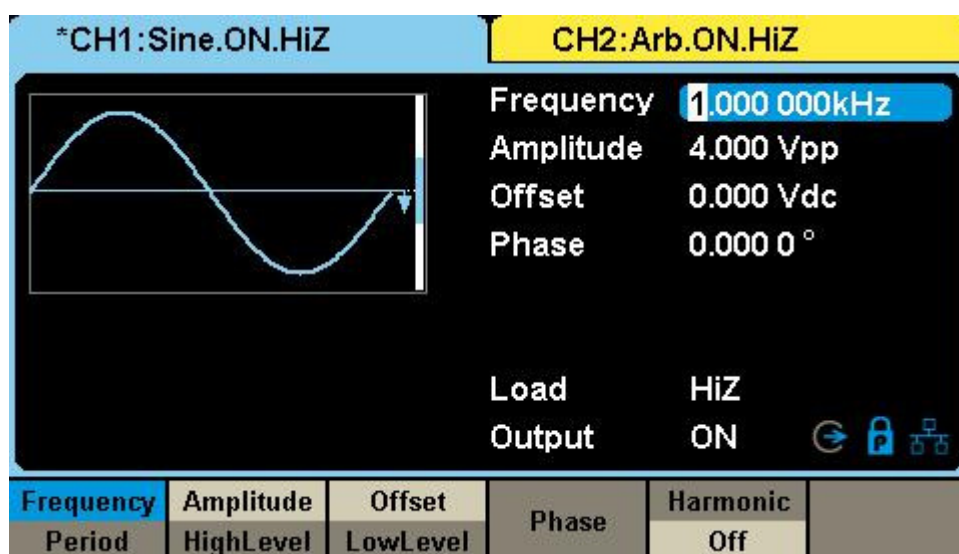 *CH1:Sine.ON.HiZ CH2:Arb.ON.HiZ
Frequency 1.000 000kHz
Amplitude 4.000 Vpp
Offset 0.000 Vdc
Phase 0.000 0 °
Load HiZ
Output ON P
Frequency Amplitude Offset Phase Harmonic
Period HighLevel LowLevel Off